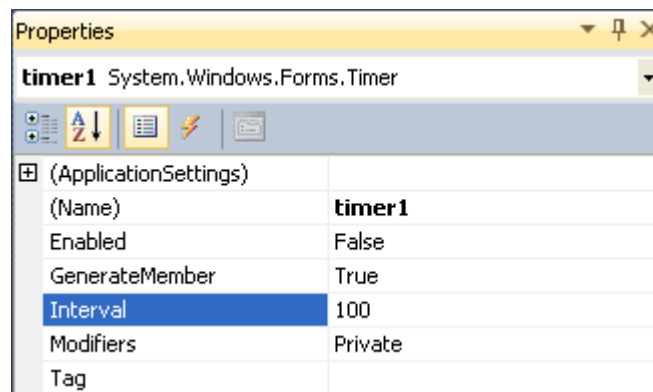 Properties
timer1 System.Windows.Forms.Timer
(ApplicationSettings)
(Name) timer1
Enabled False
GenerateMember True
Interval 100
Modifiers Private
Tag